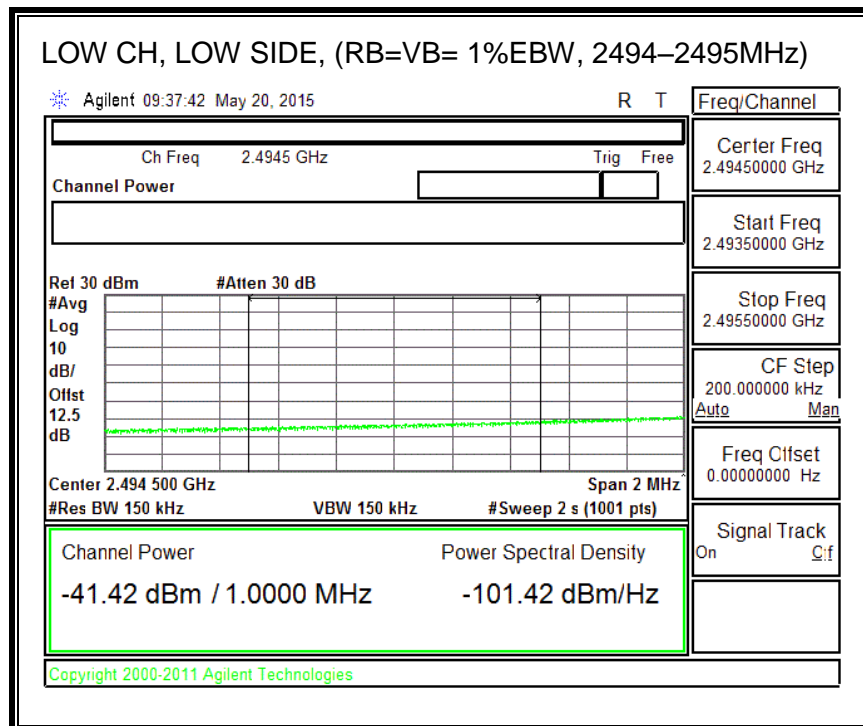 LOW CH, LOW SIDE, (RB=VB= 1%EBW, 2494–2495MHz)
Agilent 09:37:42 May 20, 2015 R T
Freq/Channel
Ch Freq 2.4945 GHz Trig Free
Channel Power
Center Freq
2.49450000 GHz
Start Freq
2.49350000 GHz
Stop Freq
2.49550000 GHz
CF Step
200.000000 kHz
Auto Man
Freq Offset
0.00000000 Hz
Signal Track
On Off
Ref 30 dBm #Atten 30 dB
#Avg
Log
10
dB/
Offst
12.5
dB
Center 2.494 500 GHz Span 2 MHz
#Res BW 150 kHz VBW 150 kHz #Sweep 2 s (1001 pts)
Channel Power Power Spectral Density
-41.42 dBm / 1.0000 MHz -101.42 dBm/Hz
Copyright 2000-2011 Agilent Technologies